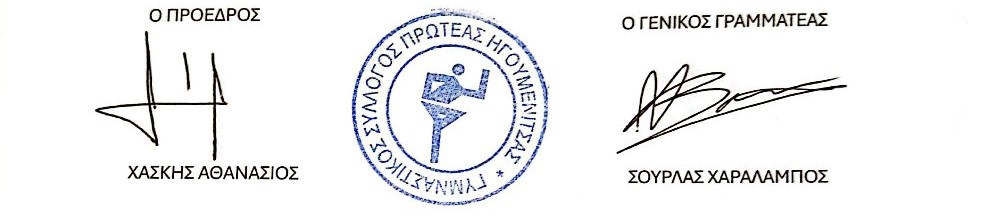 Ο ΠΡΟΕΔΡΟΣ
ΧΑΣΚΗΣ ΑΘΑΝΑΣΙΟΣ
ΓΥΜΝΑΣΤΙΚΟΣ ΣΥΛΛΟΓΟΣ ΠΡΩΤΕΑΣ ΗΓΟΥΜΕΝΙΤΣΑΣ *
Ο ΓΕΝΙΚΟΣ ΓΡΑΜΜΑΤΕΑΣ
ΣΟΥΡΛΑΣ ΧΑΡΑΛΑΜΠΟΣ